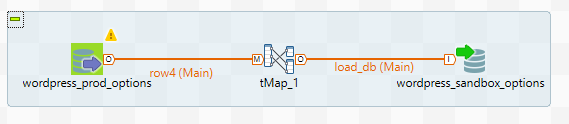 O
M
O
I
row4 (Main)
load_db (Main)
wordpress_prod_options
tMap_1
wordpress_sandbox_options